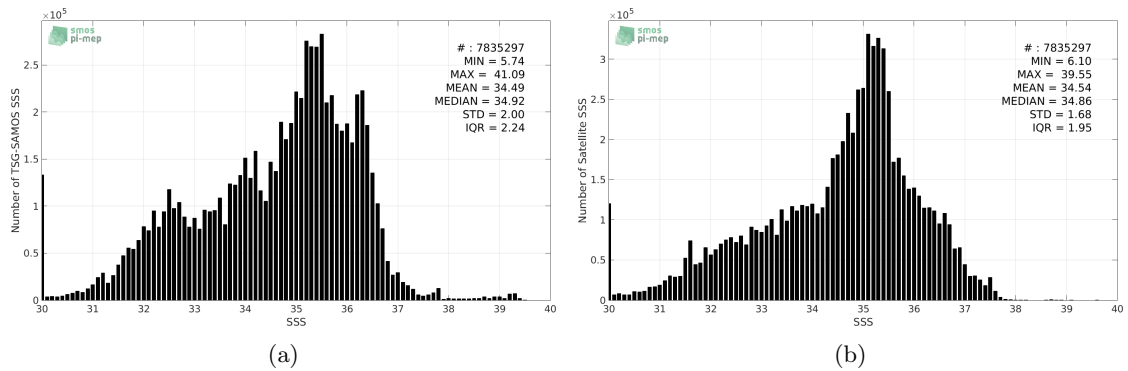 ×10⁵
smos
pi-mep
# : 7835297
MIN = 5.74
MAX = 41.09
MEAN = 34.49
MEDIAN = 34.92
STD = 2.00
IQR = 2.24
Number of TSG-SAMOS SSS
2.5
2
1.5
1
0.5
0
30 31 32 33 34 35 36 37 38 39 40
SSS
(a)
×10⁵
smos
pi-mep
# : 7835297
MIN = 6.10
MAX = 39.55
MEAN = 34.54
MEDIAN = 34.86
STD = 1.68
IQR = 1.95
Number of Satellite SSS
3
2.5
2
1.5
1
0.5
0
30 31 32 33 34 35 36 37 38 39 40
SSS
(b)